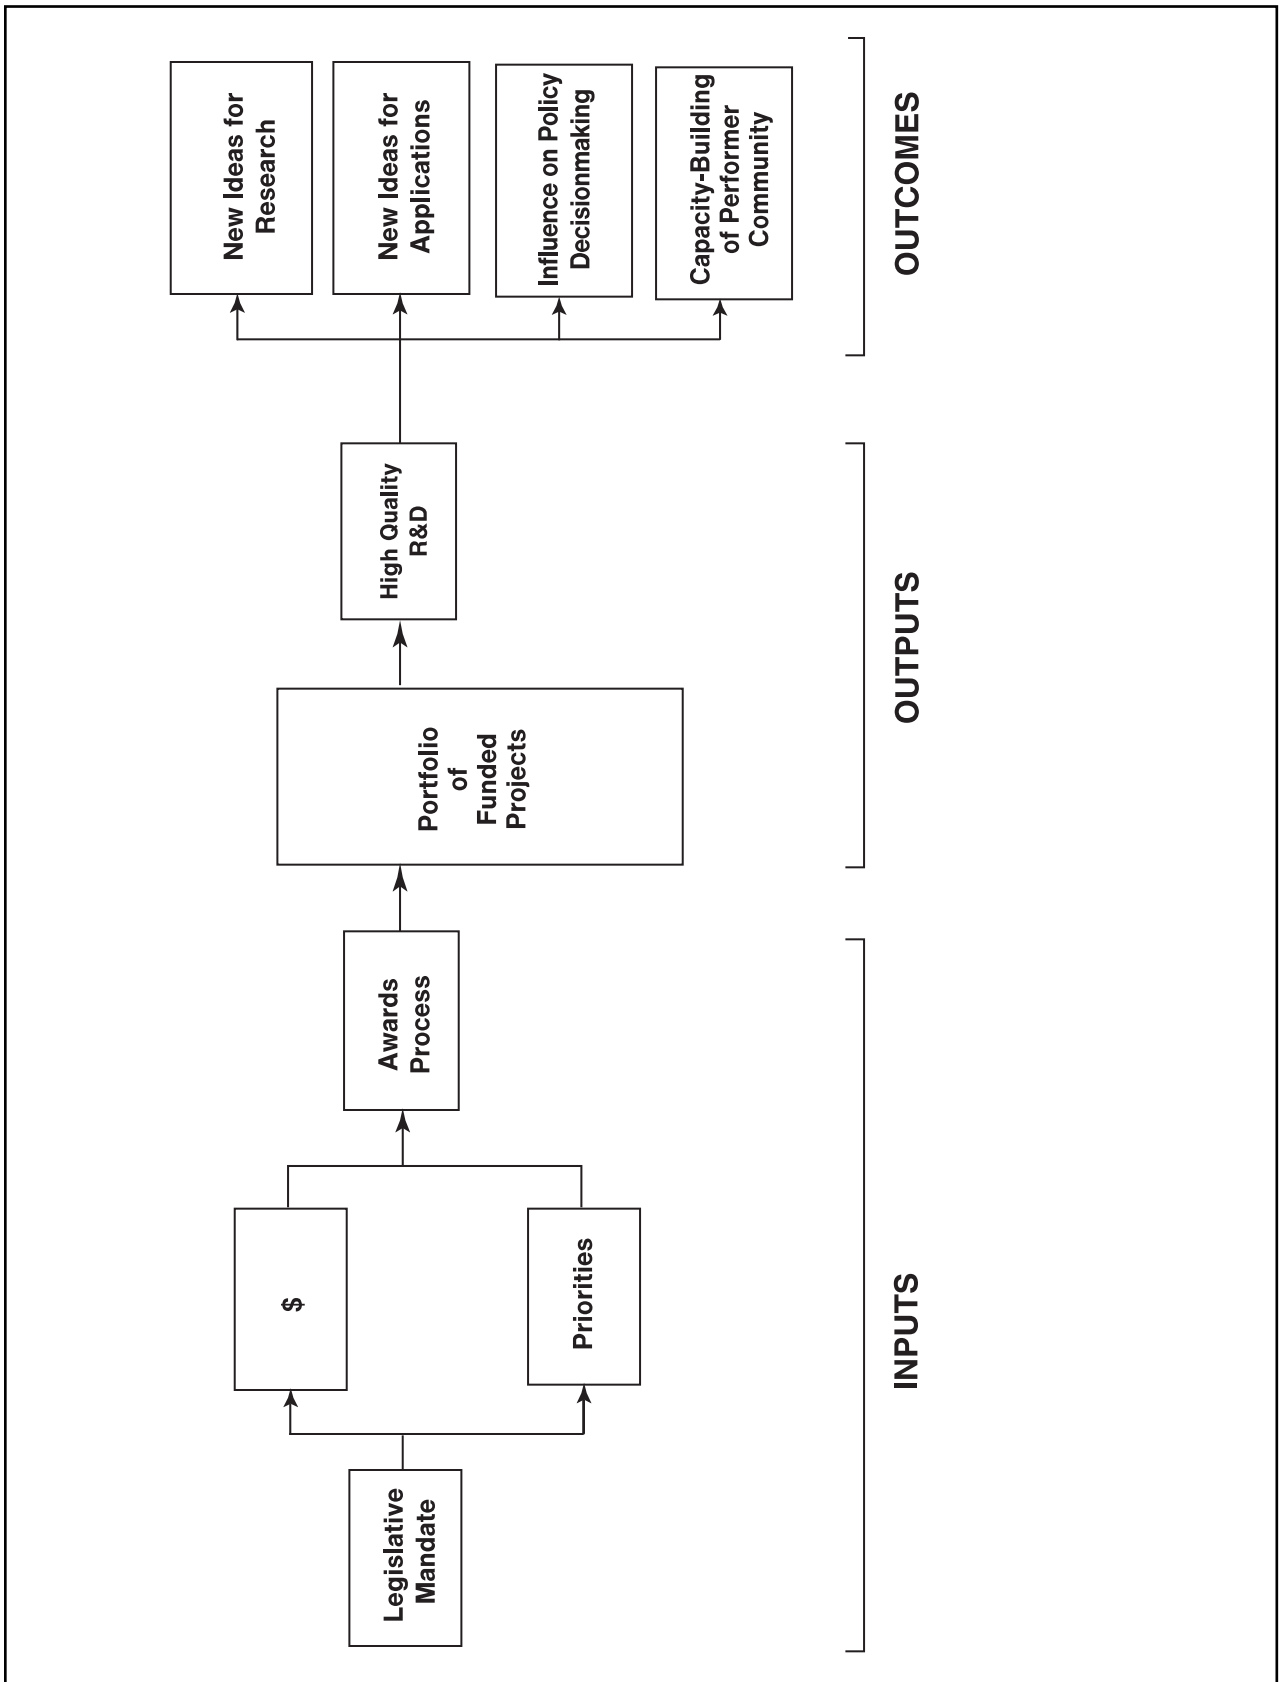 Legislative
Mandate
$
Priorities
Awards
Process
Portfolio
of
Funded
Projects
High Quality
R&D
New Ideas for
Research
New Ideas for
Applications
Influence on Policy
Decisionmaking
Capacity-Building
of Performer
Community
INPUTS
OUTPUTS
OUTCOMES